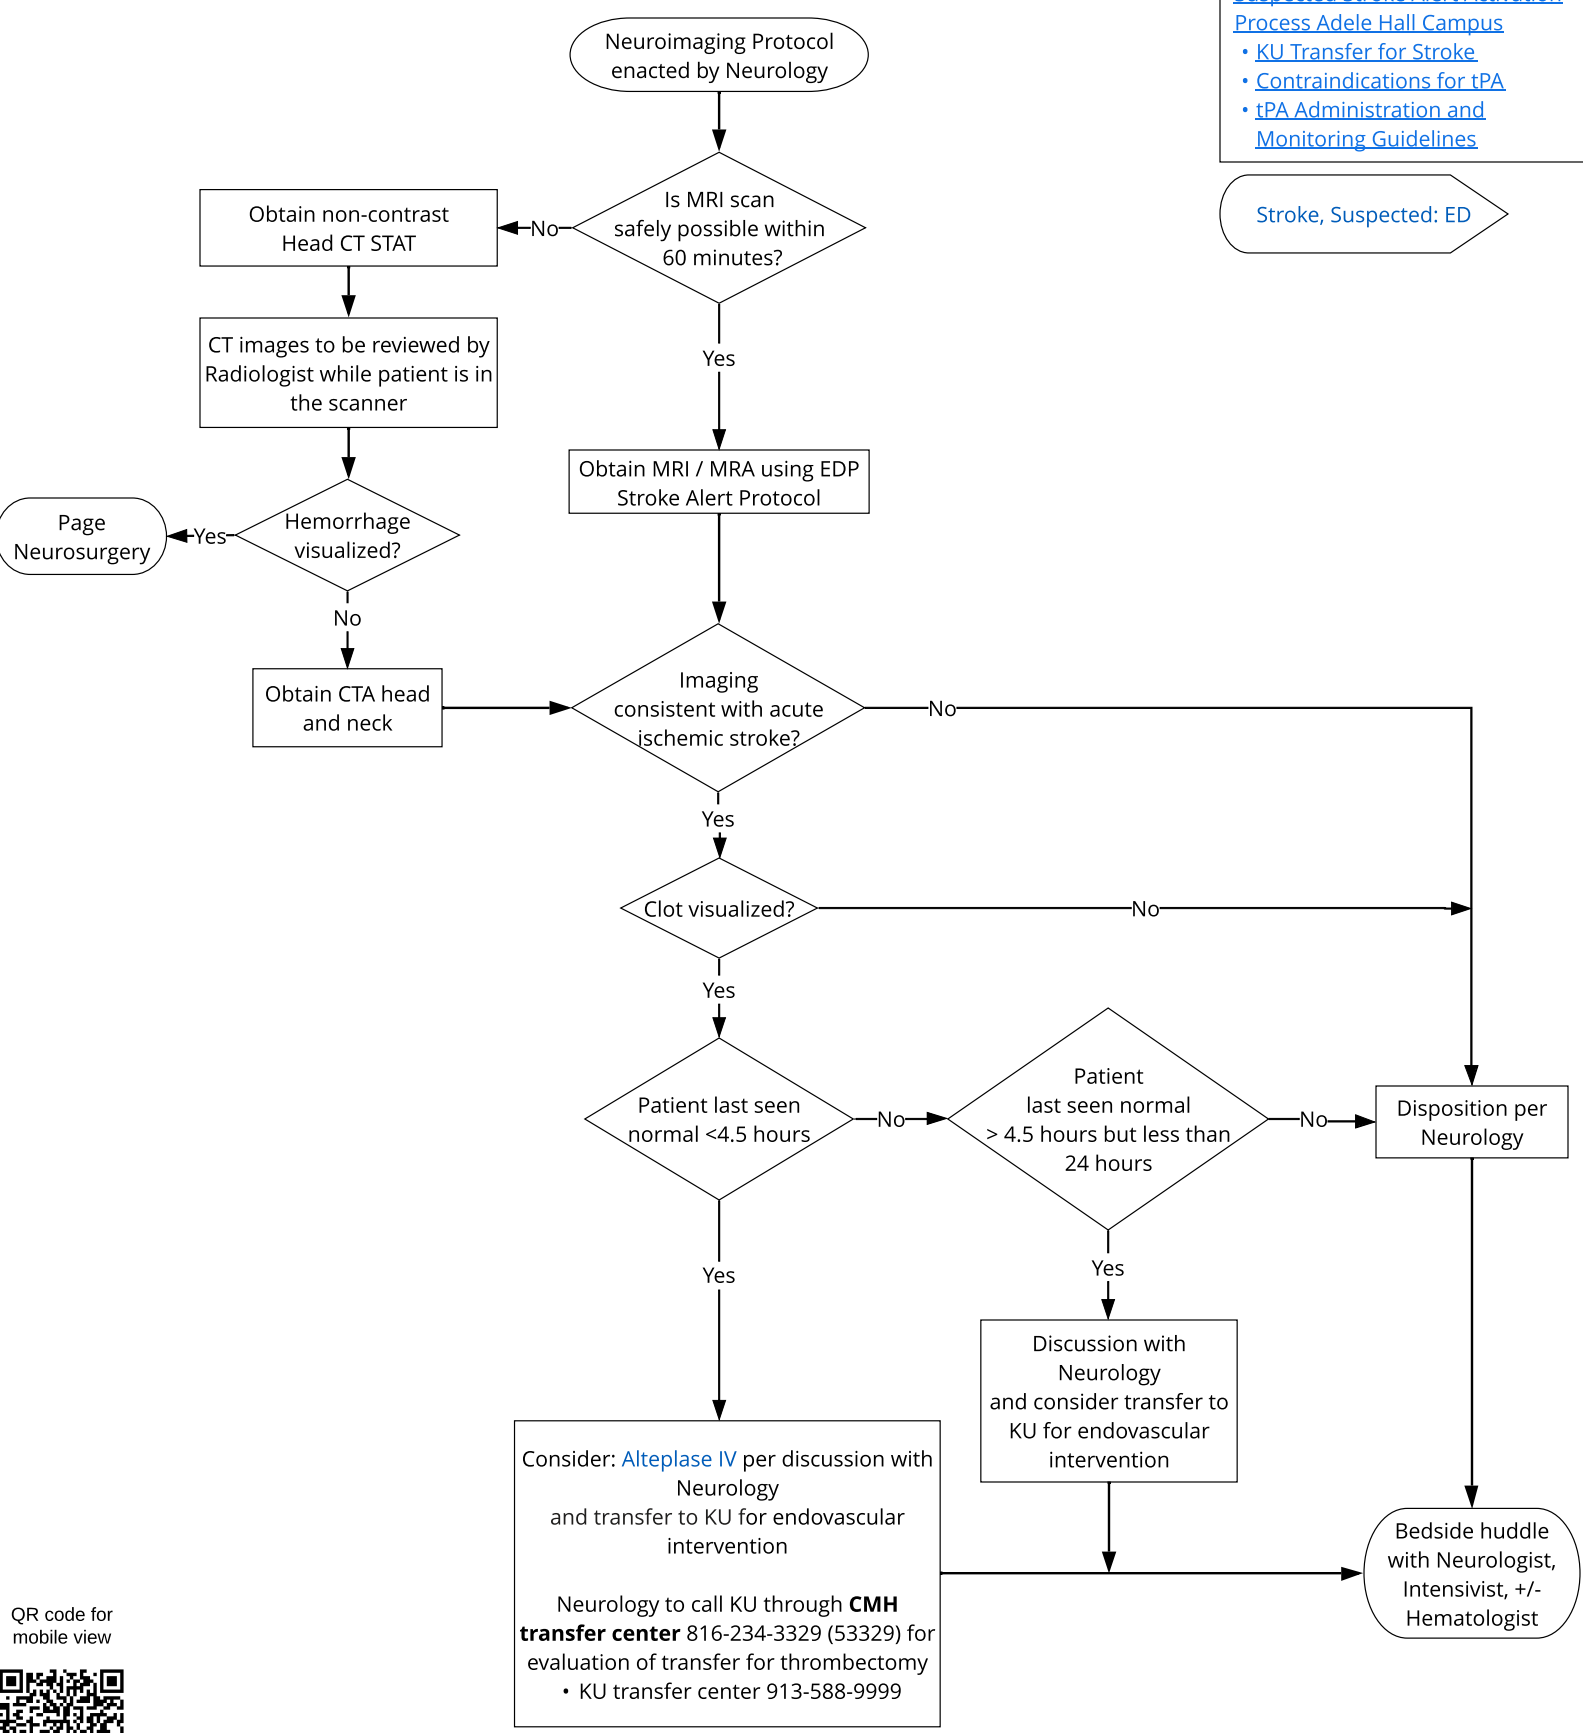 Suspected Stroke Alert Activation
Process Adele Hall Campus
• KU Transfer for Stroke
• Contraindications for tPA
• tPA Administration and
Monitoring Guidelines
Stroke, Suspected: ED
Neuroimaging Protocol
enacted by Neurology
Is MRI scan
safely possible within
60 minutes?
No
Obtain non-contrast
Head CT STAT
CT images to be reviewed by
Radiologist while patient is in
the scanner
Yes
Obtain MRI / MRA using EDP
Stroke Alert Protocol
Hemorrhage
visualized?
Yes
Page
Neurosurgery
No
Obtain CTA head
and neck
Imaging
consistent with acute
ischemic stroke?
No
Yes
Clot visualized?
No
Yes
Patient last seen
normal <4.5 hours
No
Patient
last seen normal
> 4.5 hours but less than
24 hours
No
Disposition per
Neurology
Yes
Yes
Discussion with
Neurology
and consider transfer to
KU for endovascular
intervention
Consider: Alteplase IV per discussion with
Neurology
and transfer to KU for endovascular
intervention
Neurology to call KU through CMH
transfer center 816-234-3329 (53329) for
evaluation of transfer for thrombectomy
• KU transfer center 913-588-9999
Bedside huddle
with Neurologist,
Intensivist, +/-
Hematologist
QR code for
mobile view